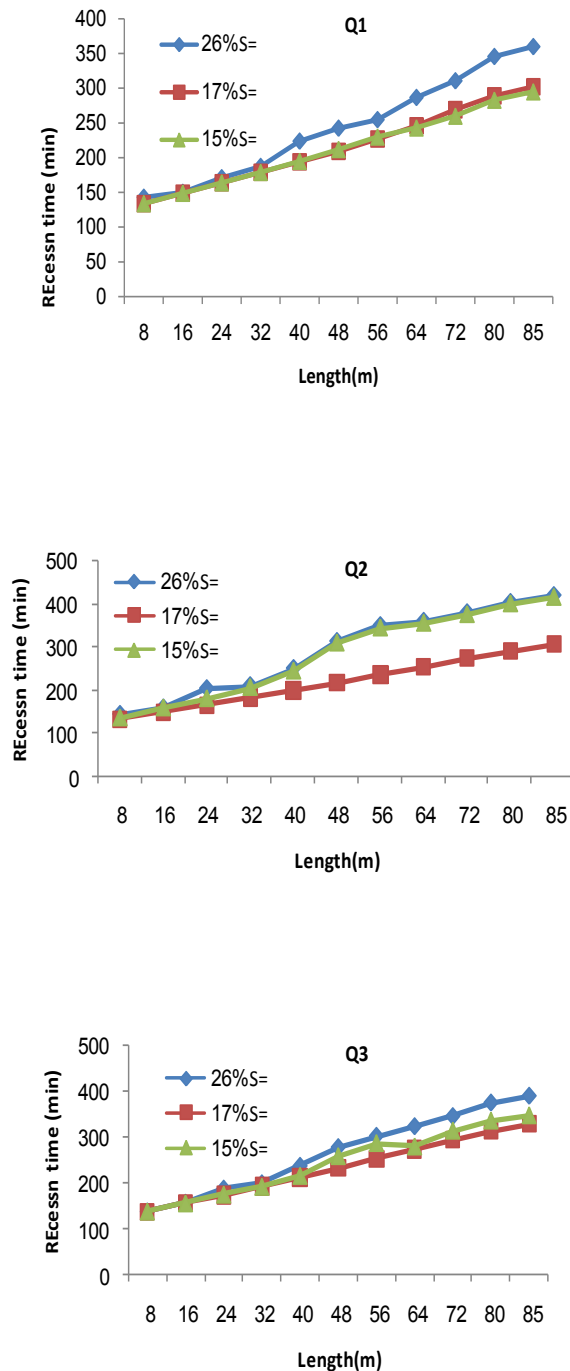 Q1
400
350
300
250
200
150
100
50
0
26%S=
17%S=
15%S=
REcessn time (min)
8 16 24 32 40 48 56 64 72 80 85
Length(m)
Q2
500
400
300
200
100
0
26%S=
17%S=
15%S=
REcessn time (min)
8 16 24 32 40 48 56 64 72 80 85
Length(m)
Q3
500
400
300
200
100
0
26%S=
17%S=
15%S=
REcessn time (min)
8 16 24 32 40 48 56 64 72 80 85
Length(m)